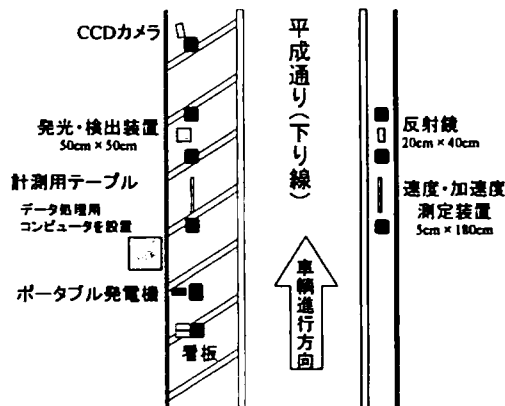 CCDカメラ
発光・検出装置
50cm × 50cm
計測用テーブル
データ処理用
コンピュータを設置
ポータブル発電機
看板
平成通り(下り線)
車輌進行方向
反射鏡
20cm × 40cm
速度・加速度
測定装置
5cm × 180cm